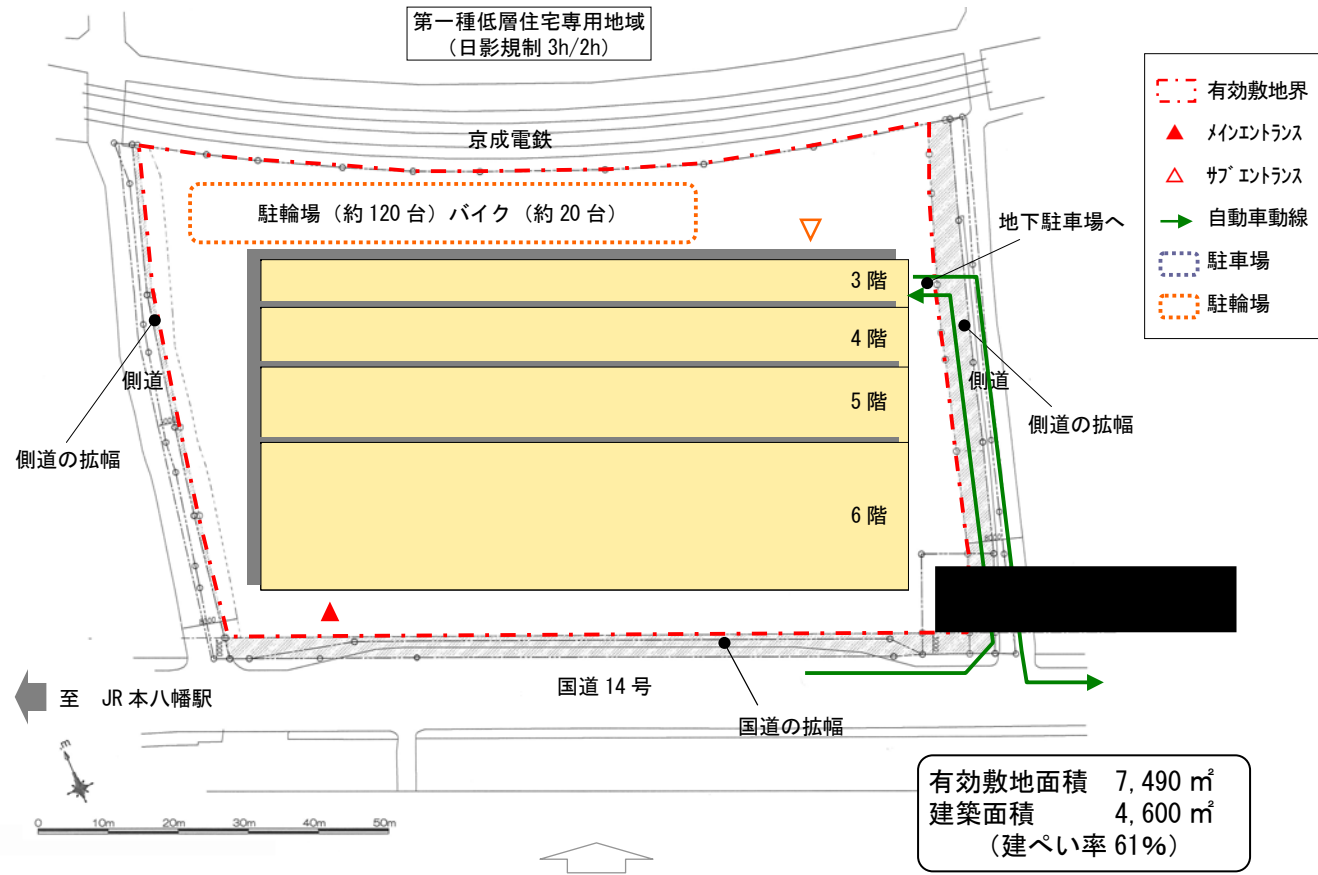 第一種低層住宅専用地域
（日影規制 3h/2h）
京成電鉄
駐輪場（約 120 台）バイク（約 20 台）
地下駐車場へ
3 階
4 階
5 階
6 階
側道
側道
側道の拡幅
側道の拡幅
国道 14 号
国道の拡幅
至　JR 本八幡駅
有効敷地界
メインエントランス
サブエントランス
自動車動線
駐車場
駐輪場
0 10m 20m 30m 40m 50m
有効敷地面積　7,490 ㎡
建築面積　4,600 ㎡
（建ぺい率 61％）